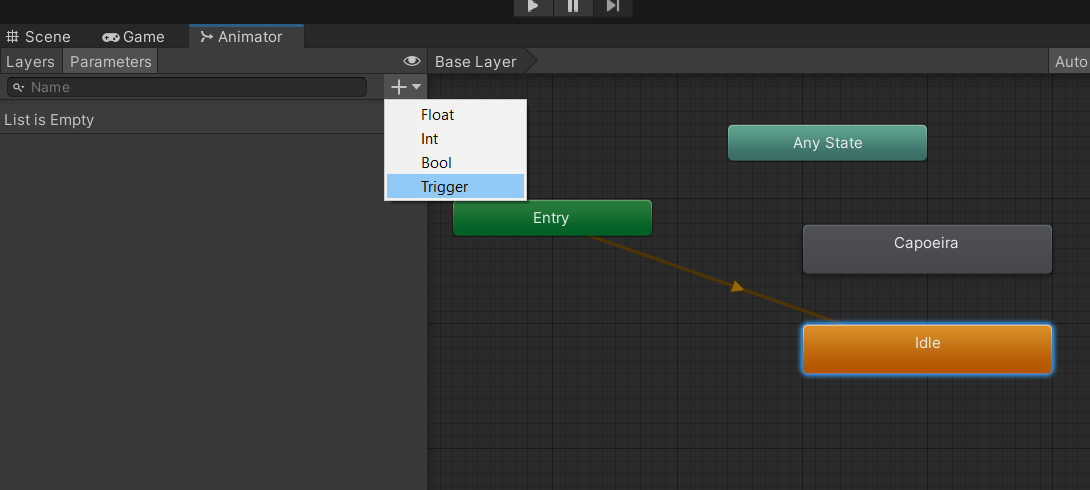 Scene Game Animator
Layers Parameters Base Layer Auto
Name
List is Empty
Float
Int
Bool
Trigger
Any State
Entry
Capoeira
Idle